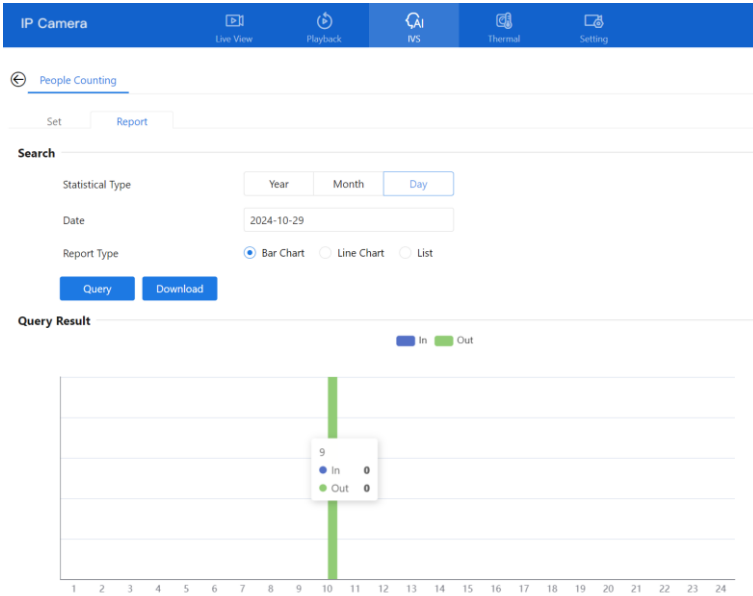 IP Camera
Live View
Playback
AI
IVS
Thermal
Setting
People Counting
Set Report
Search
Statistical Type Year Month Day
Date 2024-10-29
Report Type Bar Chart Line Chart List
Query Download
Query Result
In Out
9
In 0
Out 0
1 2 3 4 5 6 7 8 9 10 11 12 13 14 15 16 17 18 19 20 21 22 23 24